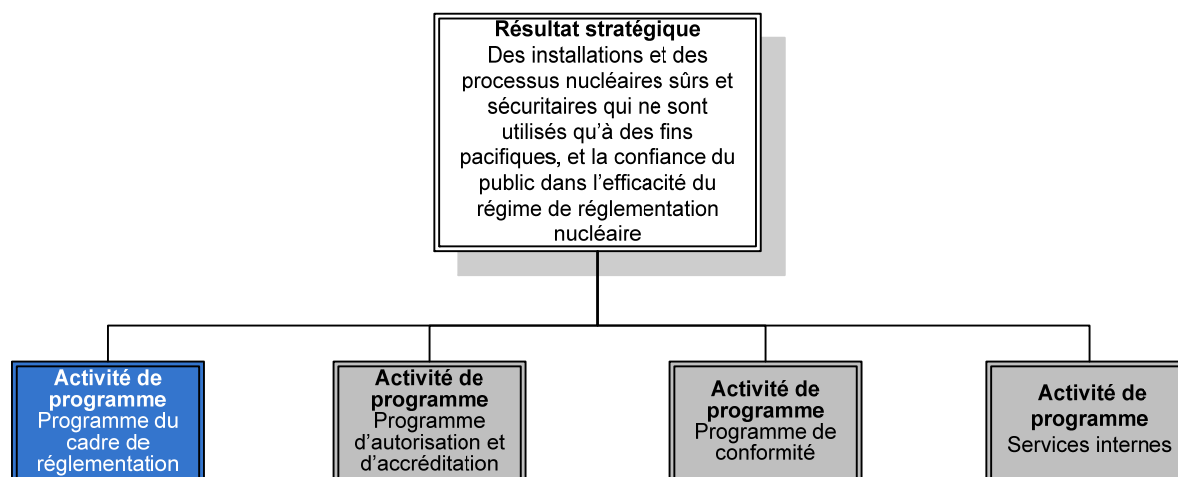 Résultat stratégique
Des installations et des
processus nucléaires sûrs et
sécuritaires qui ne sont
utilisés qu’à des fins
pacifiques, et la confiance du
public dans l’efficacité du
régime de réglementation
nucléaire
Activité de
programme
Programme du
cadre de
réglementation
Activité de
programme
Programme
d’autorisation et
d’accréditation
Activité de
programme
Programme de
conformité
Activité de
programme
Services internes